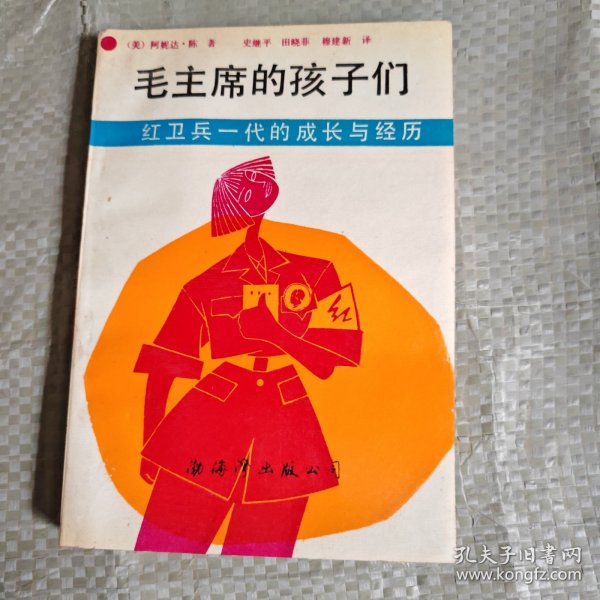 (美) 阿妮达·陈 著 史继平 田晓菲 穆建新 译
毛主席的孩子们
红卫兵一代的成长与经历
红
渤海湾出版公司
孔夫子旧书网
www.kongfz.com